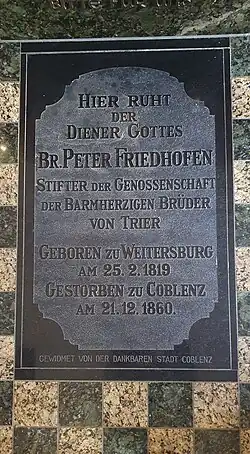 HIER RUHT
DER
DIENER GOTTES
BR. PETER FRIEDHOFEN
STIFTER DER GENOSSENSCHAFT
DER BARMHERZIGEN BRÜDER
VON TRIER
GEBOREN ZU WEITERSBURG
AM 25. 2. 1819
GESTORBEN ZU COBLENZ
AM 21. 12. 1860.
GEWIDMET VON DER DANKBAREN STADT COBLENZ